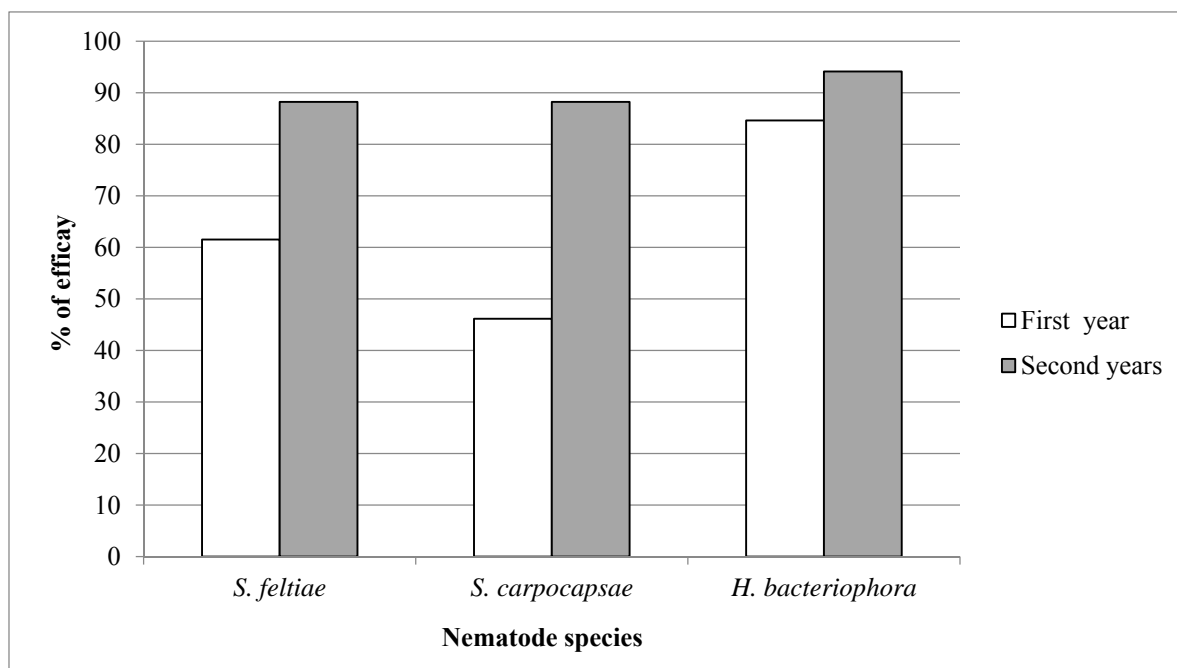 100
90
80
70
60
50
40
30
20
10
0
% of efficay
S. feltiae
S. carpocapsae
H. bacteriophora
Nematode species
First year
Second years